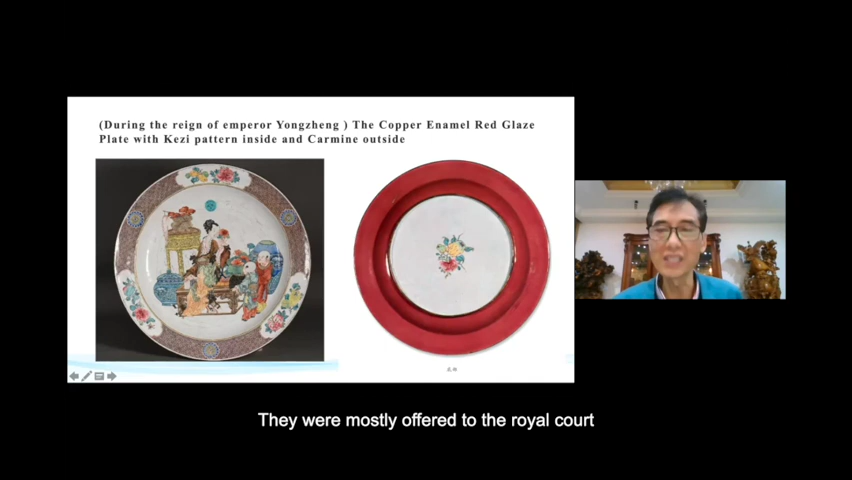 (During the reign of emperor Yongzheng ) The Copper Enamel Red Glaze
Plate with Kezi pattern inside and Carmine outside
They were mostly offered to the royal court